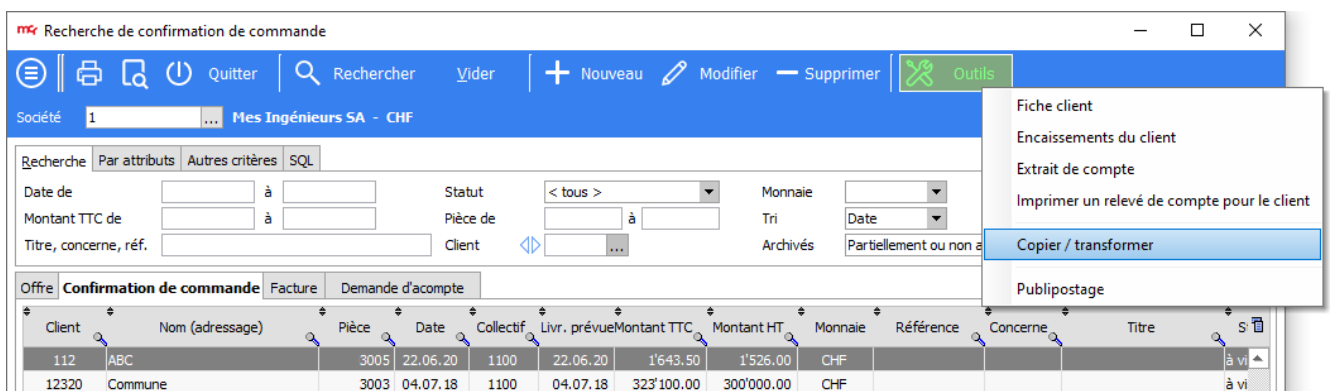 mcr Recherche de confirmation de commande
Quitter Rechercher Vider Nouveau Modifier Supprimer Outils
Société 1 ... Mes Ingénieurs SA - CHF
Fiche client
Encaissements du client
Extrait de compte
Imprimer un relevé de compte pour le client
Copier / transformer
Publipostage
Recherche Par attributs Autres critères SQL
Date de à Statut < tous > Monnaie
Montant TTC de à Pièce de à Tri Date
Titre, concerne, réf. Client ... Archivés Partiellement ou non a
Offre Confirmation de commande Facture Demande d'acompte
Client Nom (adressage) Pièce Date Collectif Livr. prévue Montant TTC Montant HT Monnaie Référence Concerne Titre S
112 ABC 3005 22.06.20 1100 22.06.20 1'643.50 1'526.00 CHF à vi
12320 Commune 3003 04.07.18 1100 04.07.18 323'100.00 300'000.00 CHF à vi